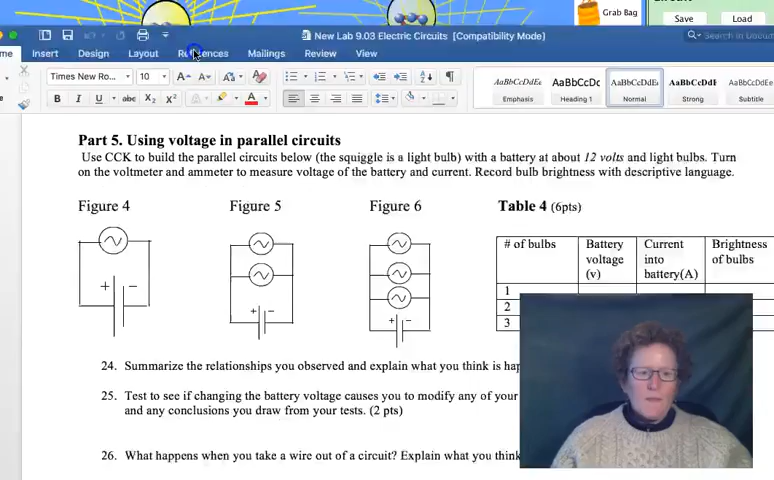 Grab Bag
Save Load
New Lab 9.03 Electric Circuits [Compatibility Mode]
Insert Design Layout References Mailings Review View
Times New Ro... 10
AaBbCcDdEe AaBbCcDc AaBbCcDdEe AaBbCcDdE AaBbCcDdEe
Emphasis Heading 1 Normal Strong Subtitle
Part 5. Using voltage in parallel circuits
Use CCK to build the parallel circuits below (the squiggle is a light bulb) with a battery at about 12 volts and light bulbs. Turn
on the voltmeter and ammeter to measure voltage of the battery and current. Record bulb brightness with descriptive language.
Figure 4 Figure 5 Figure 6 Table 4 (6pts)
# of bulbs Battery voltage (v) Current into battery(A) Brightness of bulbs
1
2
3
24. Summarize the relationships you observed and explain what you think is
25. Test to see if changing the battery voltage causes you to modify any of your
and any conclusions you draw from your tests. (2 pts)
26. What happens when you take a wire out of a circuit? Explain what you think